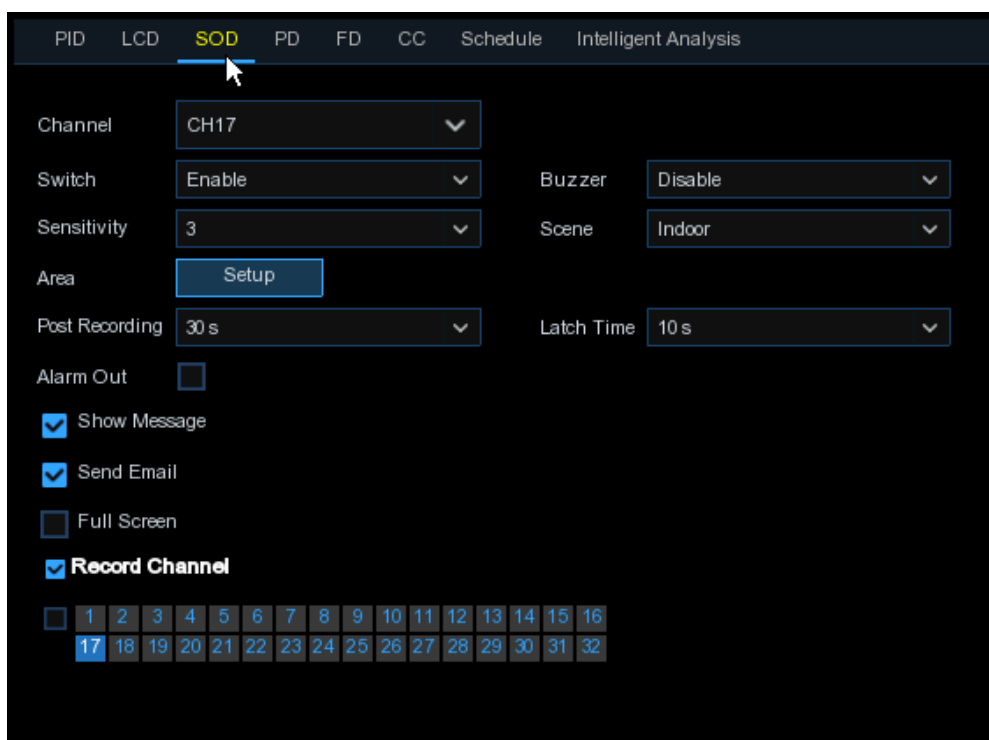 PID LCD SOD PD FD CC Schedule Intelligent Analysis
Channel CH17
Switch Enable Buzzer Disable
Sensitivity 3 Scene Indoor
Area Setup
Post Recording 30 s Latch Time 10 s
Alarm Out
Show Message
Send Email
Full Screen
Record Channel
1 2 3 4 5 6 7 8 9 10 11 12 13 14 15 16
17 18 19 20 21 22 23 24 25 26 27 28 29 30 31 32